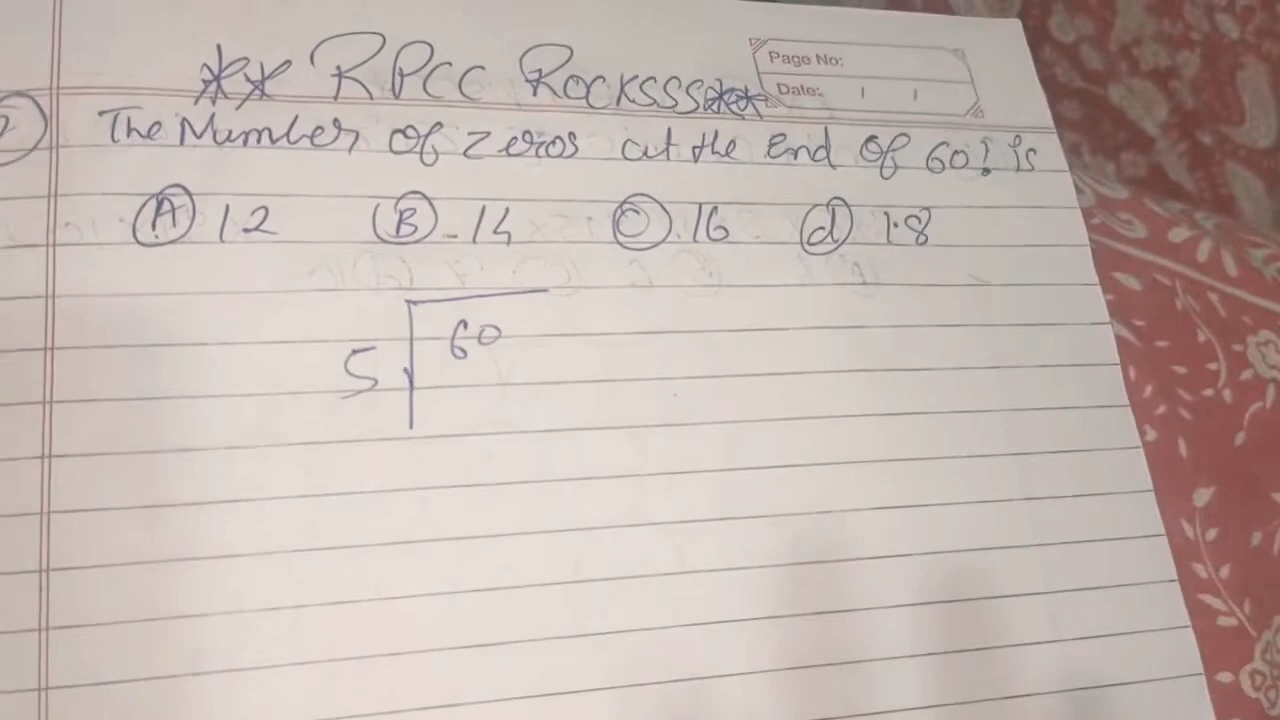 ** RPCC ROCKSSS**
Page No:
Date:
2
The Number Of Zeros at the End Of 60! is
(A) 12 (B) 14 (C) 16 (d) 18
5 60